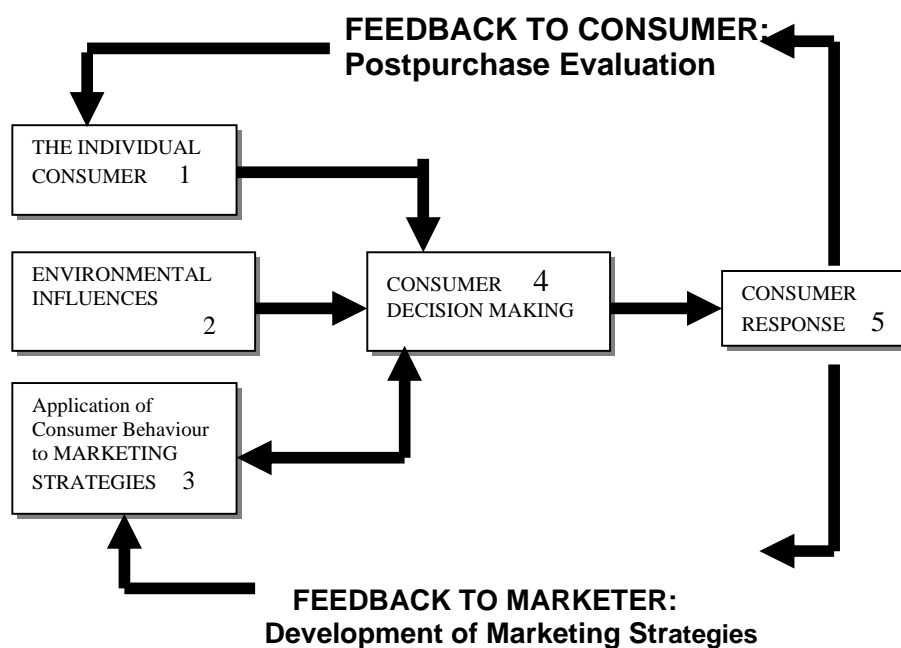 FEEDBACK TO CONSUMER:
Postpurchase Evaluation
THE INDIVIDUAL
CONSUMER 1
ENVIRONMENTAL
INFLUENCES
2
CONSUMER 4
DECISION MAKING
CONSUMER
RESPONSE 5
Application of
Consumer Behaviour
to MARKETING
STRATEGIES 3
FEEDBACK TO MARKETER:
Development of Marketing Strategies